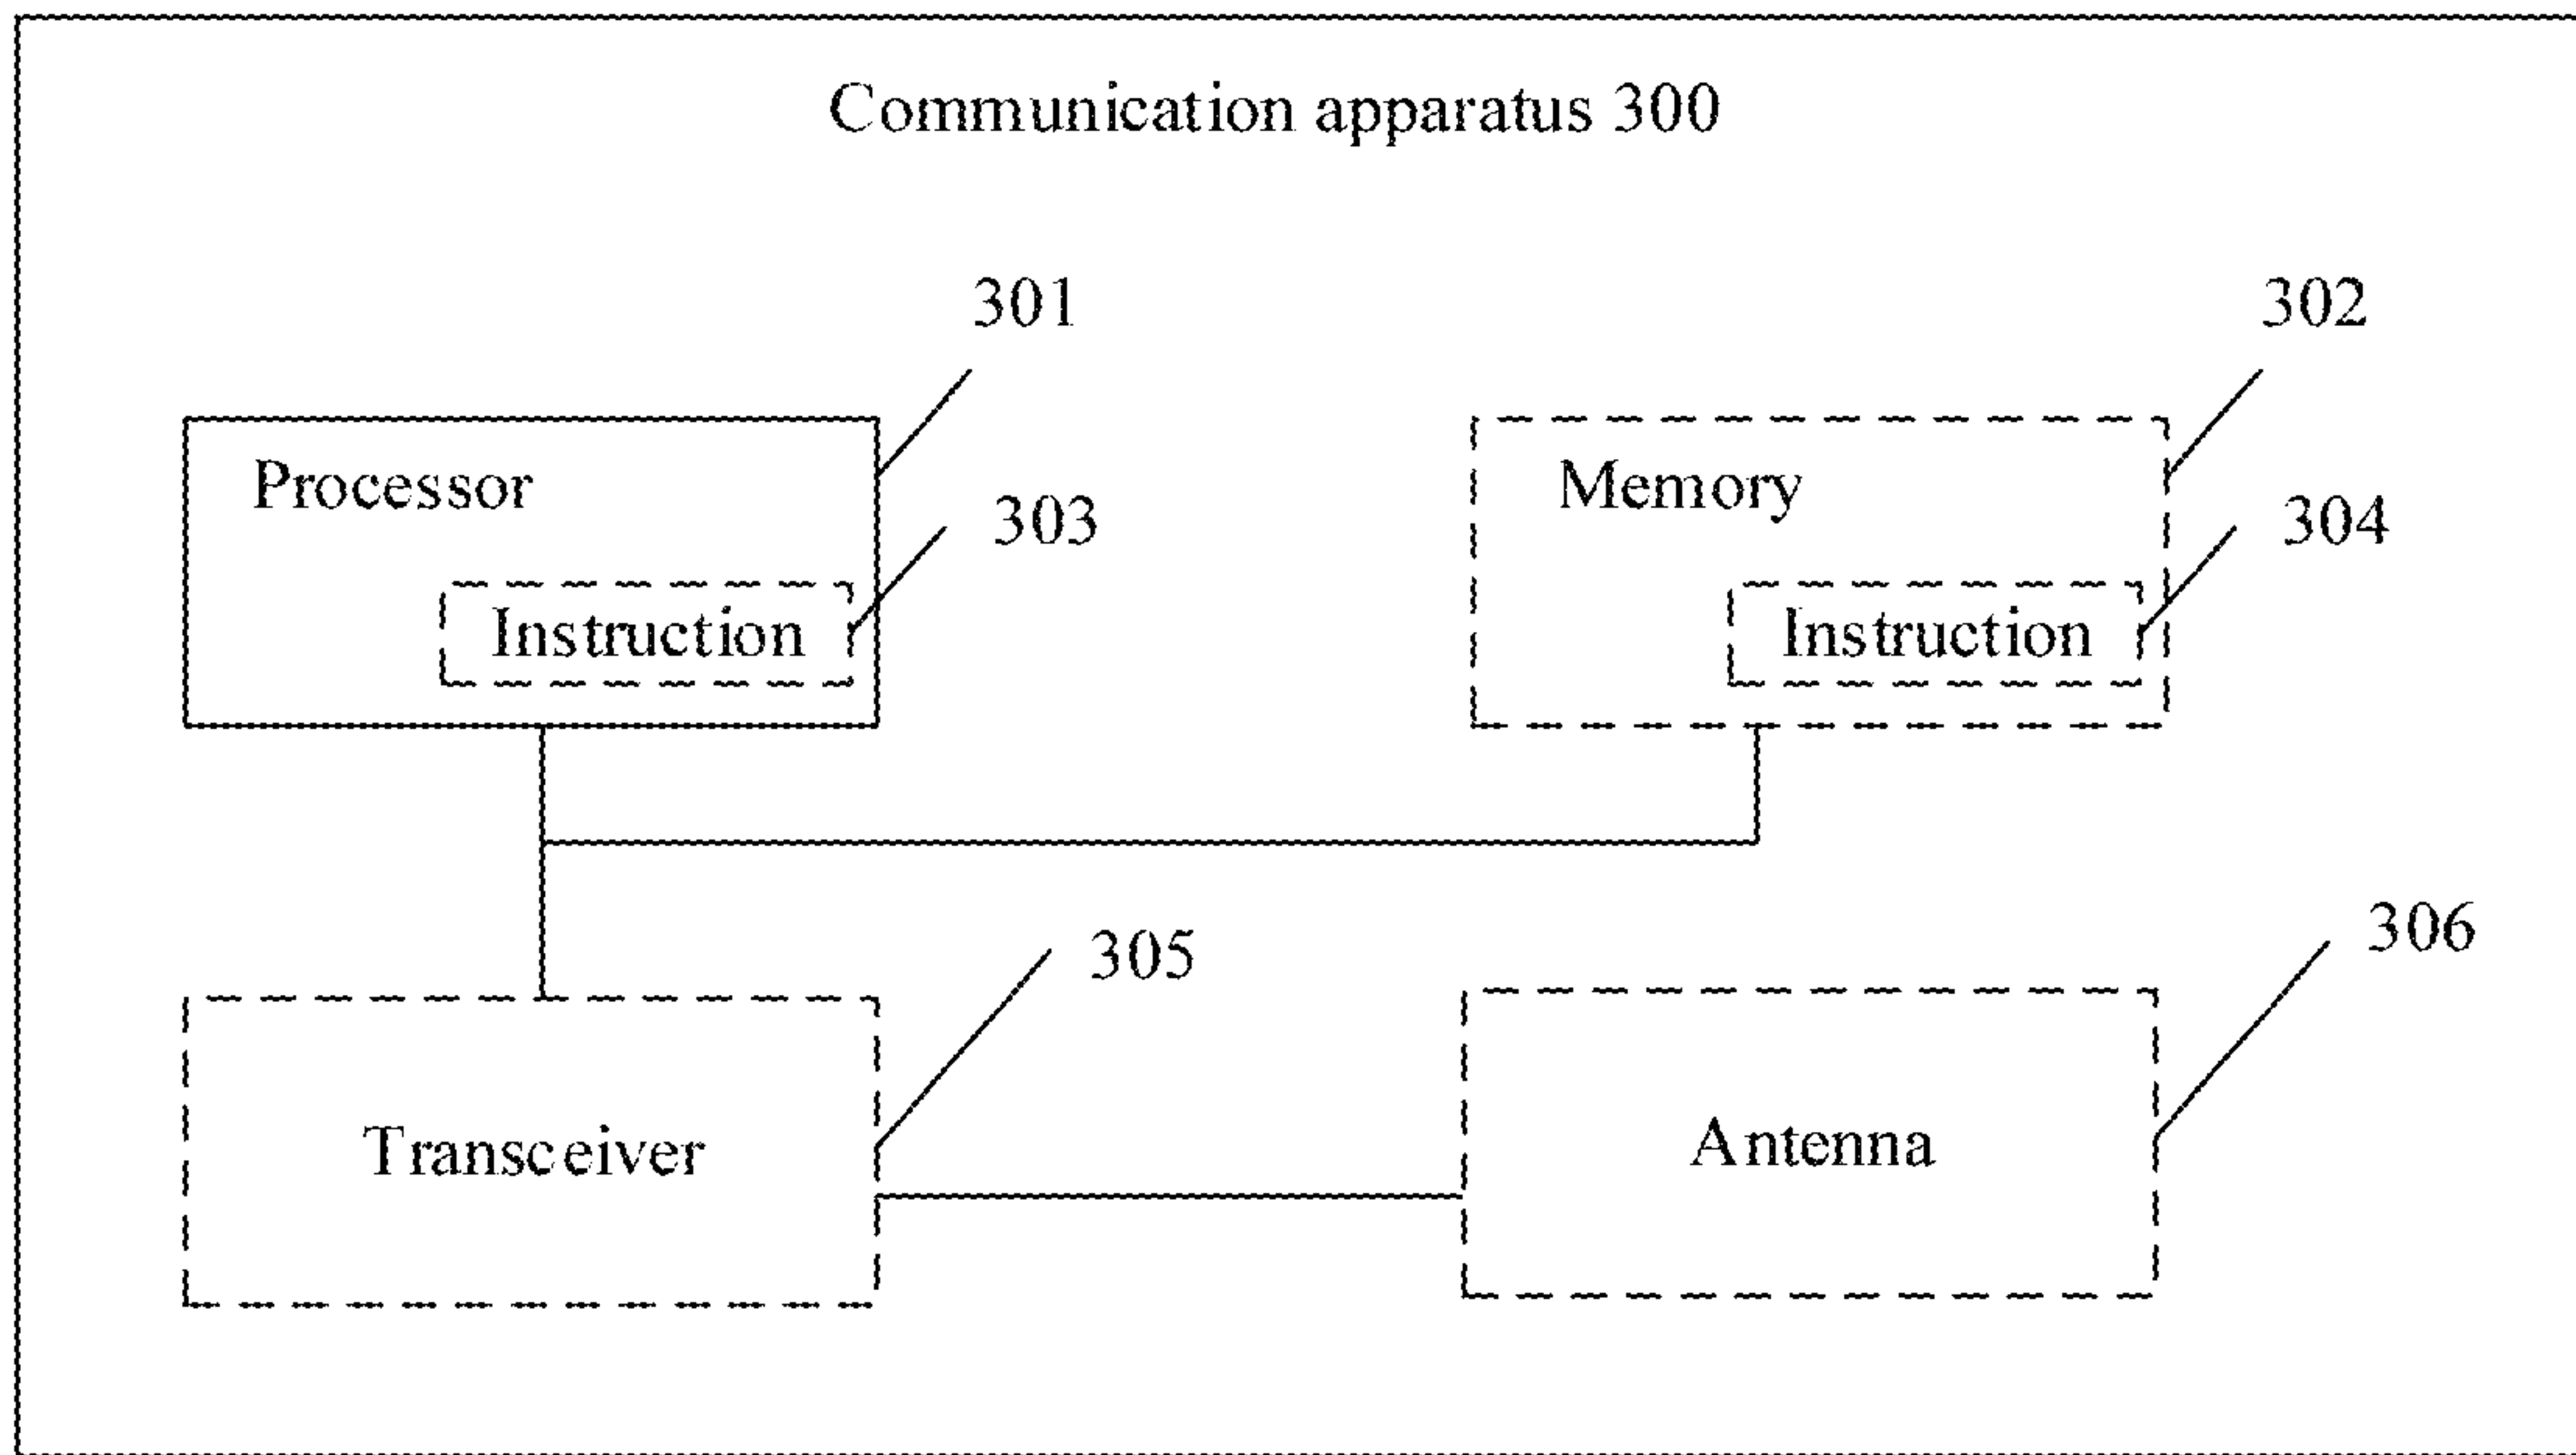 Communication apparatus 300
301
302
Processor
Memory
303
304
Instruction
Instruction
305
306
Transceiver
Antenna